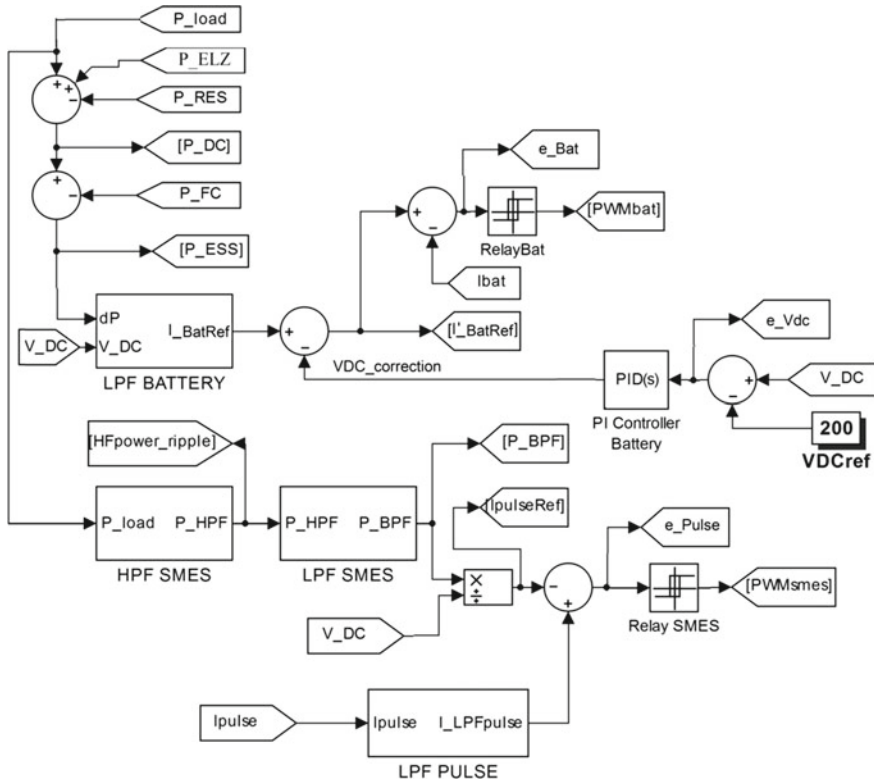 P_load
P_ELZ
+
+
+
−
P_RES
[P_DC]
+
−
P_FC
[P_ESS]
e_Bat
+
−
RelayBat
[PWMbat]
Ibat
dP
V_DC
I_BatRef
V_DC
LPF BATTERY
+
−
[I'_BatRef]
VDC_correction
e_Vdc
PID(s)
PI Controller
Battery
+
−
V_DC
200
VDCref
[HFpower_ripple]
[P_BPF]
[IpulseRef]
e_Pulse
P_load P_HPF
HPF SMES
P_HPF P_BPF
LPF SMES
×
÷
V_DC
−
+
Relay SMES
[PWMsmes]
Ipulse
Ipulse I_LPFpulse
LPF PULSE